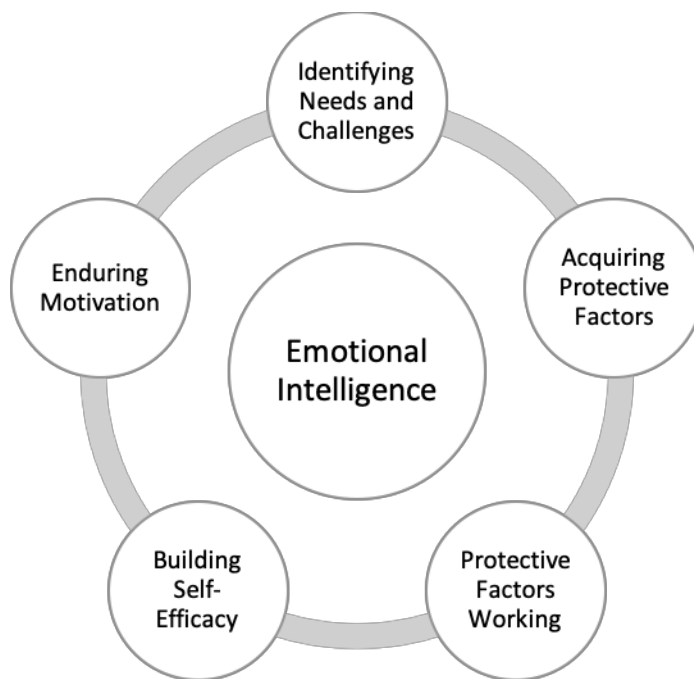 Identifying
Needs and
Challenges
Acquiring
Protective
Factors
Protective
Factors
Working
Building
Self-
Efficacy
Enduring
Motivation
Emotional
Intelligence